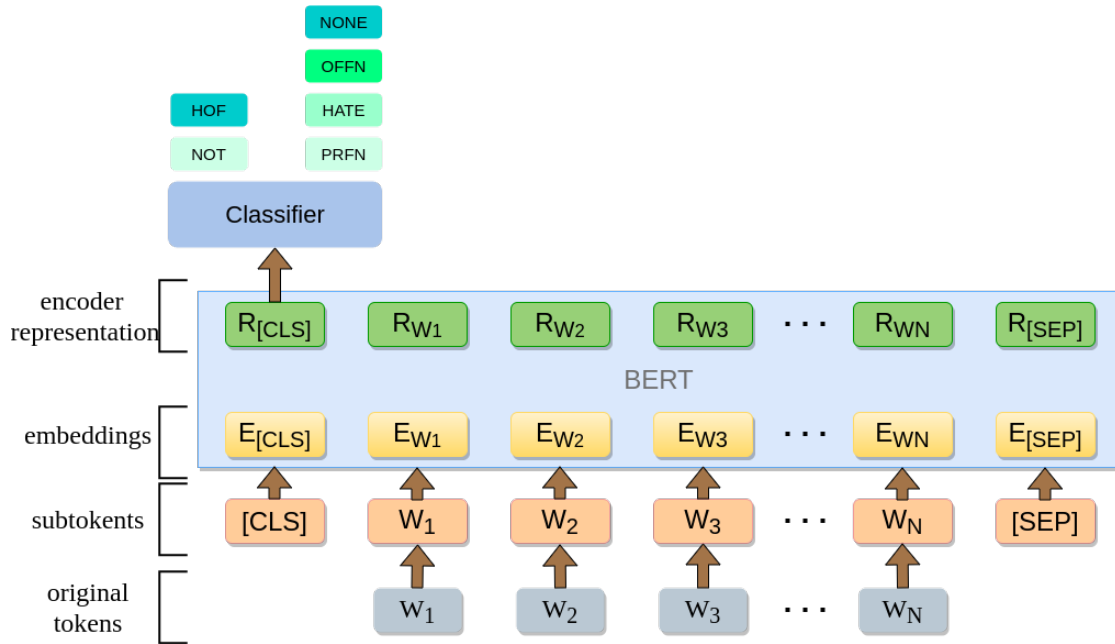 NONE
OFFN
HOF HATE
NOT PRFN
Classifier
encoder
representation
R[CLS] RW1 RW2 RW3 . . . RWN R[SEP]
BERT
embeddings E[CLS] EW1 EW2 EW3 . . . EWN E[SEP]
subtokents [CLS] W1 W2 W3 . . . WN [SEP]
original
tokens
W1 W2 W3 . . . WN